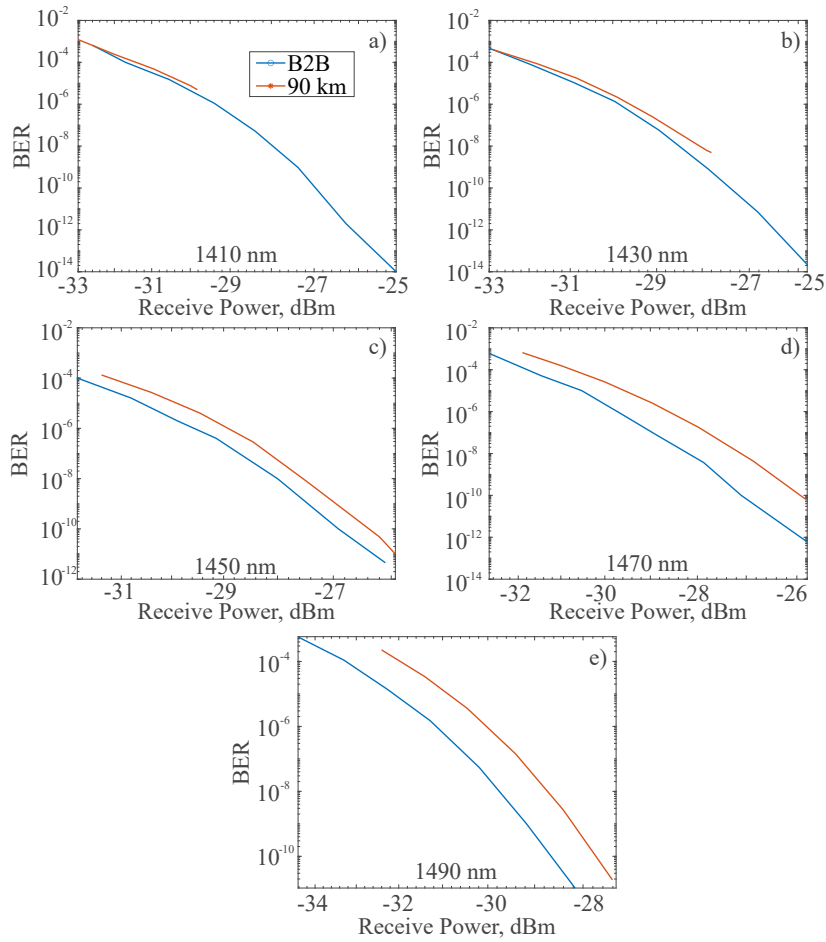 a)
10^-2
10^-4
10^-6
10^-8
10^-10
10^-12
10^-14
BER
B2B
90 km
1410 nm
-33 -31 -29 -27 -25
Receive Power, dBm
b)
10^-2
10^-4
10^-6
10^-8
10^-10
10^-12
10^-14
BER
1430 nm
-33 -31 -29 -27 -25
Receive Power, dBm
c)
10^-2
10^-4
10^-6
10^-8
10^-10
10^-12
BER
1450 nm
-31 -29 -27
Receive Power, dBm
d)
10^-2
10^-4
10^-6
10^-8
10^-10
10^-12
10^-14
BER
1470 nm
-32 -30 -28 -26
Receive Power, dBm
e)
10^-4
10^-6
10^-8
10^-10
BER
1490 nm
-34 -32 -30 -28
Receive Power, dBm